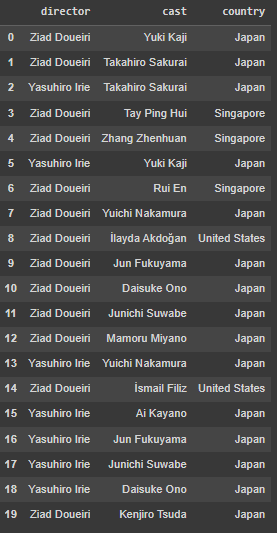 director cast country
0 Ziad Doueiri Yuki Kaji Japan
1 Ziad Doueiri Takahiro Sakurai Japan
2 Yasuhiro Irie Takahiro Sakurai Japan
3 Ziad Doueiri Tay Ping Hui Singapore
4 Ziad Doueiri Zhang Zhenhuan Singapore
5 Yasuhiro Irie Yuki Kaji Japan
6 Ziad Doueiri Rui En Singapore
7 Ziad Doueiri Yuichi Nakamura Japan
8 Ziad Doueiri İlayda Akdoğan United States
9 Ziad Doueiri Jun Fukuyama Japan
10 Ziad Doueiri Daisuke Ono Japan
11 Ziad Doueiri Junichi Suwabe Japan
12 Ziad Doueiri Mamoru Miyano Japan
13 Yasuhiro Irie Yuichi Nakamura Japan
14 Ziad Doueiri İsmail Filiz United States
15 Yasuhiro Irie Ai Kayano Japan
16 Yasuhiro Irie Jun Fukuyama Japan
17 Yasuhiro Irie Junichi Suwabe Japan
18 Yasuhiro Irie Daisuke Ono Japan
19 Ziad Doueiri Kenjiro Tsuda Japan